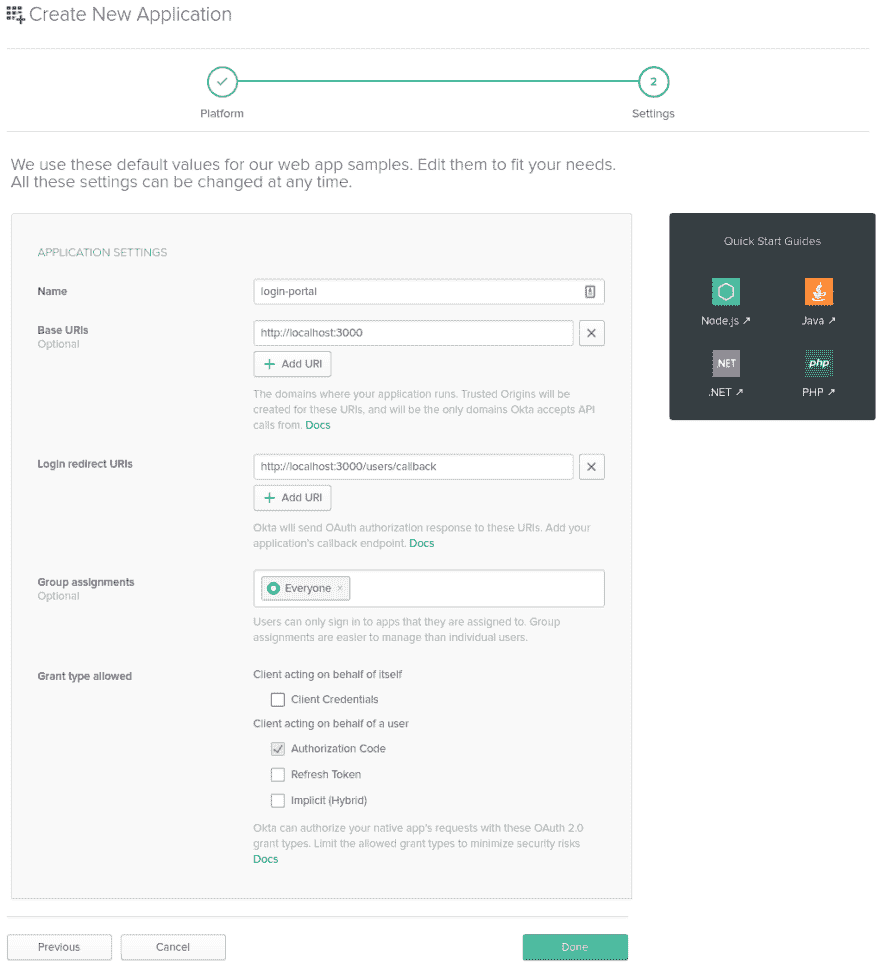 Create New Application
2
Platform
Settings
We use these default values for our web app samples. Edit them to fit your needs.
All these settings can be changed at any time.
APPLICATION SETTINGS
Name
login-portal
Base URIs
Optional
http://localhost:3000
+ Add URI
The domains where your application runs. Trusted Origins will be
created for these URIs, and will be the only domains Okta accepts API
calls from. Docs
Login redirect URIs
http://localhost:3000/users/callback
+ Add URI
Okta will send OAuth authorization response to these URIs. Add your
application's callback endpoint. Docs
Group assignments
Optional
Everyone ×
Users can only sign in to apps that they are assigned to. Group
assignments are easier to manage than individual users.
Grant type allowed
Client acting on behalf of itself
Client Credentials
Client acting on behalf of a user
Authorization Code
Refresh Token
Implicit (Hybrid)
Okta can authorize your native app's requests with these OAuth 2.0
grant types. Limit the allowed grant types to minimize security risks
Docs
Previous
Cancel
Done
Quick Start Guides
Node.js ↗
Java ↗
.NET
php
.NET ↗
PHP ↗